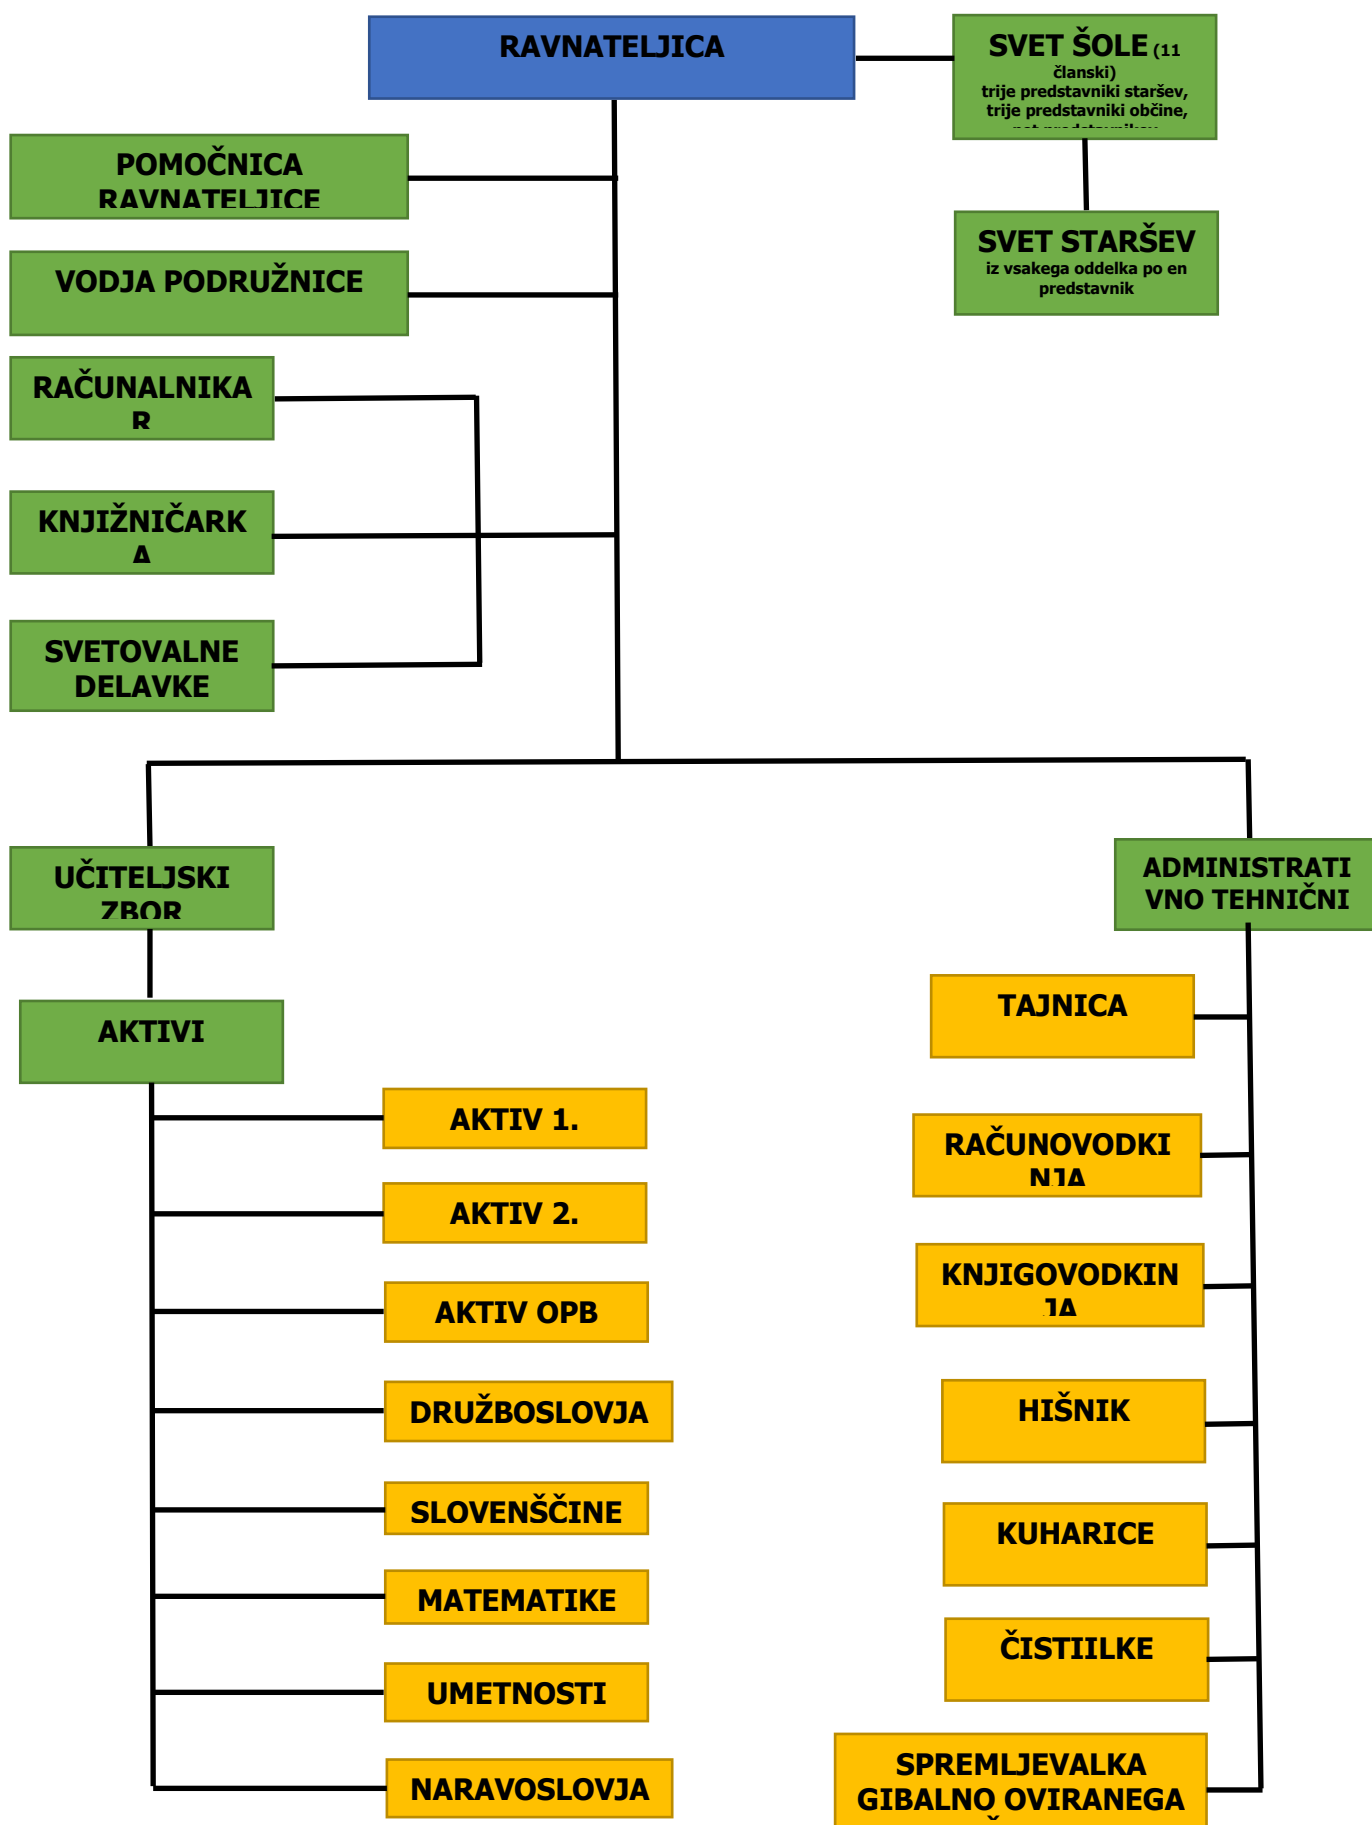 RAVNATELJICA
SVET ŠOLE (11
članski)
trije predstavniki staršev,
trije predstavniki občine,
pet predstavnikov
POMOČNICA
RAVNATELJICE
SVET STARŠEV
iz vsakega oddelka po en
predstavnik
VODJA PODRUŽNICE
RAČUNALNIKA
R
KNJIŽNIČARK
A
SVETOVALNE
DELAVKE
UČITELJSKI
ZBOR
ADMINISTRATI
VNO TEHNIČNI
AKTIVI
AKTIV 1.
AKTIV 2.
AKTIV OPB
DRUŽBOSLOVJA
SLOVENŠČINE
MATEMATIKE
UMETNOSTI
NARAVOSLOVJA
TAJNICA
RAČUNOVODKI
NJA
KNJIGOVODKIN
JA
HIŠNIK
KUHARICE
ČISTIILKE
SPREMLJEVALKA
GIBALNO OVIRANEGA